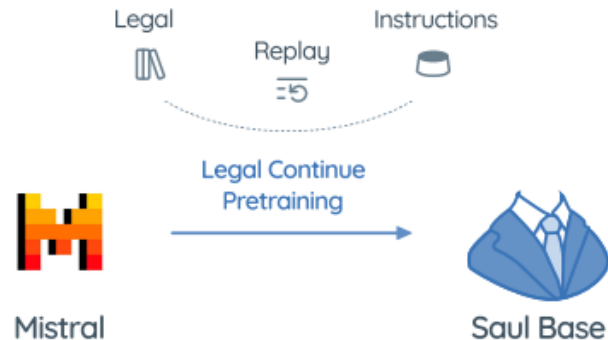 Legal
Instructions
Replay
Legal Continue
Pretraining
Mistral
Saul Base